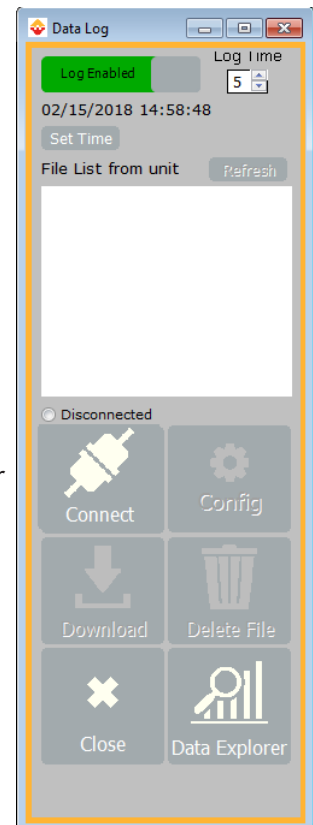 Data Log
Log Enabled
Log Time
5
02/15/2018 14:58:48
Set Time
File List from unit
Refresh
Disconnected
r
Connect
Config
Download
Delete File
Close
Data Explorer